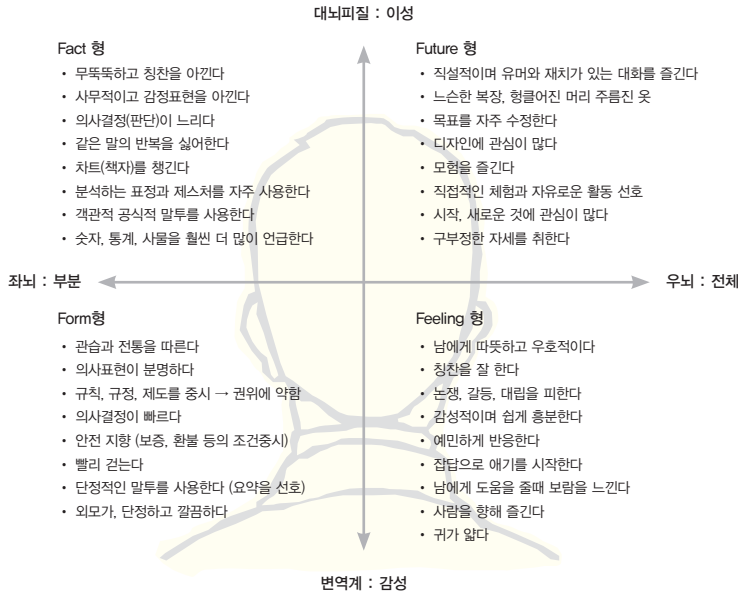 대뇌피질 : 이성
Fact 형
• 무뚝뚝하고 칭찬을 아낀다
• 사무적이고 감정표현을 아낀다
• 의사결정(판단)이 느리다
• 같은 말의 반복을 싫어한다
• 차트(책자)를 챙긴다
• 분석하는 표정과 제스처를 자주 사용한다
• 객관적 공식적 말투를 사용한다
• 숫자, 통계, 사물을 훨씬 더 많이 언급한다
Future 형
• 직설적이며 유머와 재치가 있는 대화를 즐긴다
• 느슨한 복장, 헝클어진 머리 주름진 옷
• 목표를 자주 수정한다
• 디자인에 관심이 많다
• 모험을 즐긴다
• 직접적인 체험과 자유로운 활동 선호
• 시작, 새로운 것에 관심이 많다
• 구부정한 자세를 취한다
좌뇌 : 부분
우뇌 : 전체
Form형
• 관습과 전통을 따른다
• 의사표현이 분명하다
• 규칙, 규정, 제도를 중시 → 권위에 약함
• 의사결정이 빠르다
• 안전 지향 (보증, 환불 등의 조건중시)
• 빨리 걷는다
• 단정적인 말투를 사용한다 (요약을 선호)
• 외모가, 단정하고 깔끔하다
Feeling 형
• 남에게 따뜻하고 우호적이다
• 칭찬을 잘 한다
• 논쟁, 갈등, 대립을 피한다
• 감성적이며 쉽게 흥분한다
• 예민하게 반응한다
• 잡답으로 얘기를 시작한다
• 남에게 도움을 줄때 보람을 느낀다
• 사람을 향해 즐긴다
• 귀가 얇다
변역계 : 감성